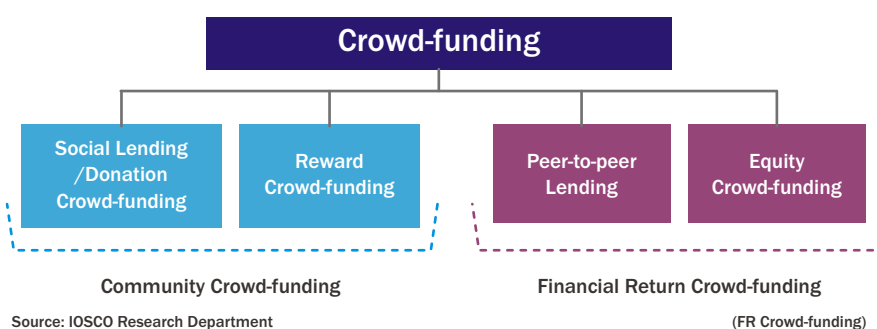 Crowd-funding
Social Lending
/Donation
Crowd-funding
Reward
Crowd-funding
Peer-to-peer
Lending
Equity
Crowd-funding
Community Crowd-funding
Financial Return Crowd-funding
Source: IOSCO Research Department
(FR Crowd-funding)